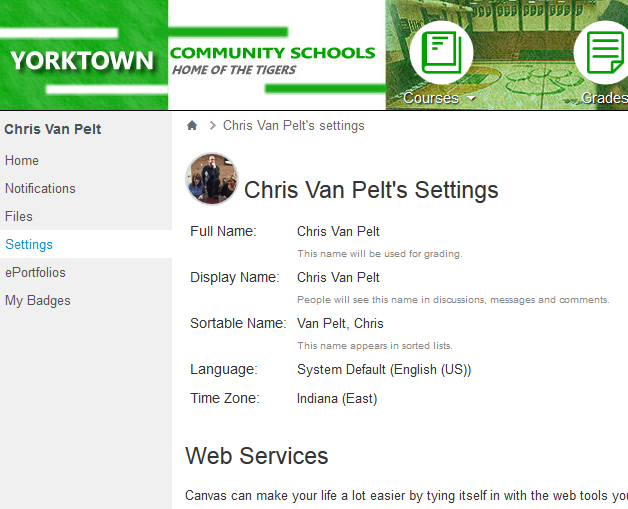 YORKTOWN
COMMUNITY SCHOOLS
HOME OF THE TIGERS
Courses
Grades
Chris Van Pelt
Home
Notifications
Files
Settings
ePortfolios
My Badges
Chris Van Pelt's settings
Chris Van Pelt's Settings
Full Name: Chris Van Pelt
This name will be used for grading.
Display Name: Chris Van Pelt
People will see this name in discussions, messages and comments.
Sortable Name: Van Pelt, Chris
This name appears in sorted lists.
Language: System Default (English (US))
Time Zone: Indiana (East)
Web Services
Canvas can make your life a lot easier by tying itself in with the web tools you